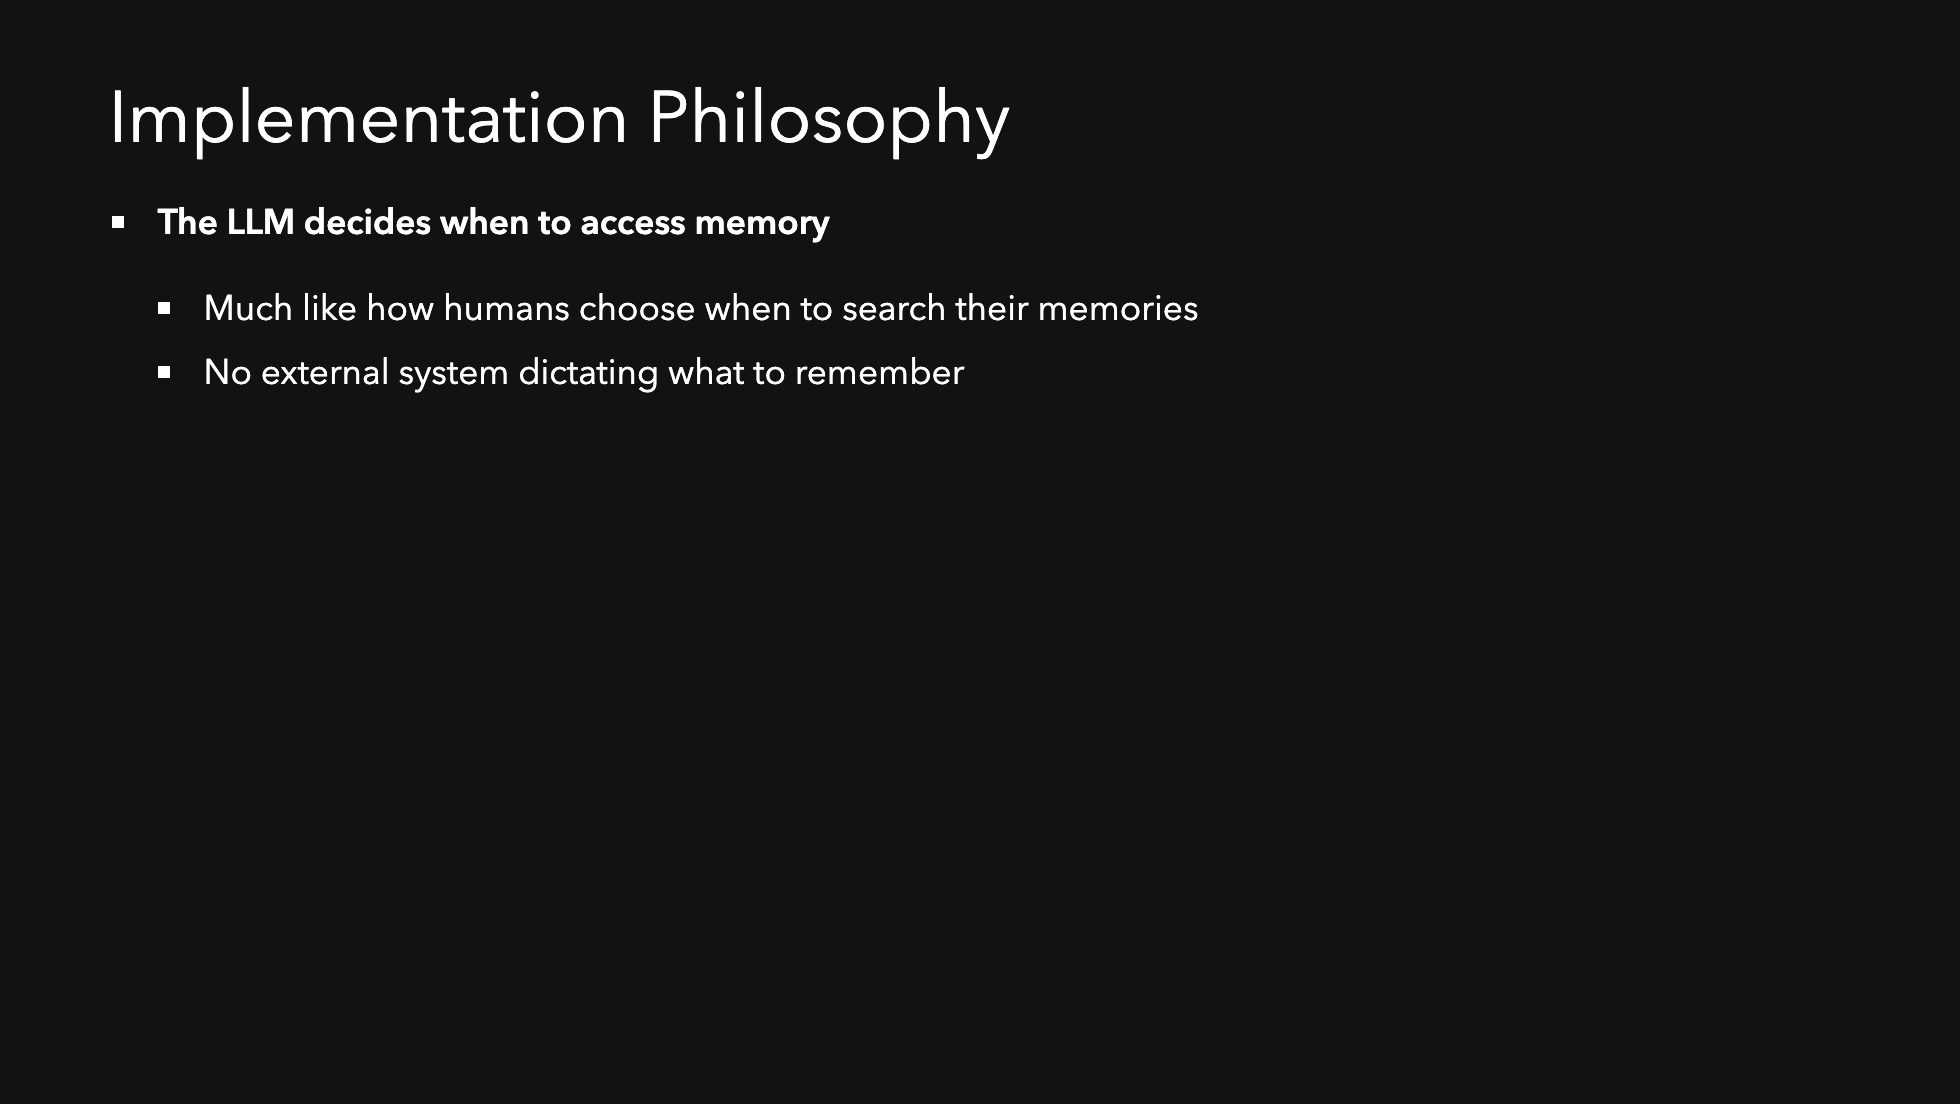 Implementation Philosophy
▪ The LLM decides when to access memory
▪ Much like how humans choose when to search their memories
▪ No external system dictating what to remember